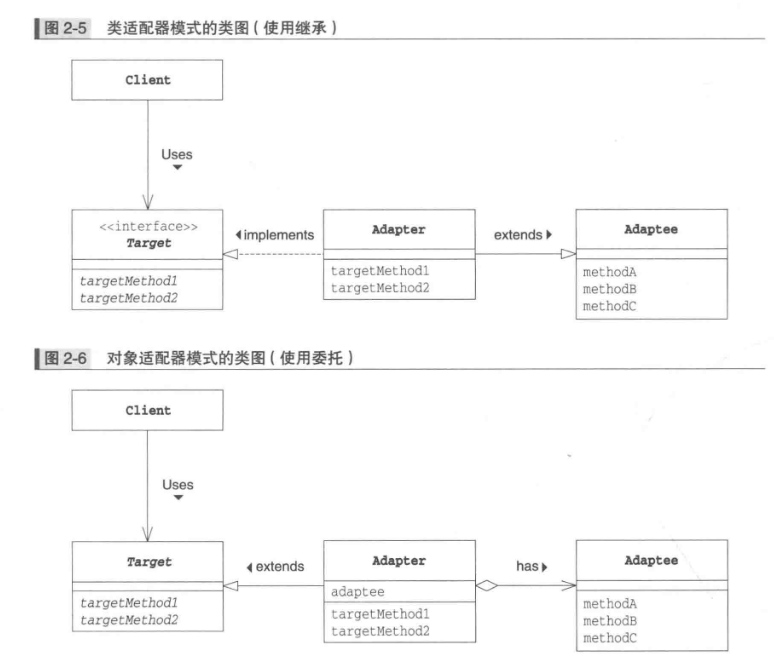 图 2-5 类适配器模式的类图（使用继承）
Client
Uses
<<interface>>
Target
targetMethod1
targetMethod2
implements
Adapter
targetMethod1
targetMethod2
extends
Adaptee
methodA
methodB
methodC
图 2-6 对象适配器模式的类图（使用委托）
Client
Uses
Target
targetMethod1
targetMethod2
extends
Adapter
adaptee
targetMethod1
targetMethod2
has
Adaptee
methodA
methodB
methodC